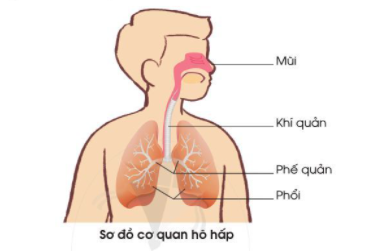 Mũi
Khí quản
Phế quản
Phổi
Sơ đồ cơ quan hô hấp